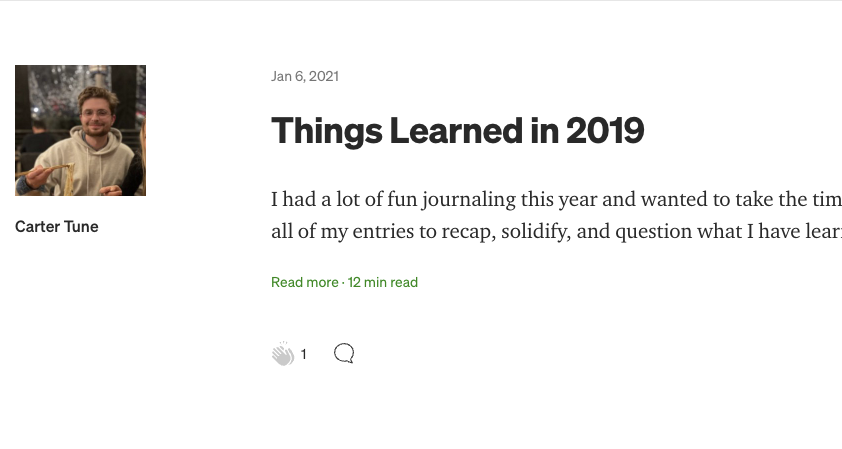 Jan 6, 2021
Things Learned in 2019
I had a lot of fun journaling this year and wanted to take the tim
all of my entries to recap, solidify, and question what I have lear
Read more · 12 min read
1
Carter Tune